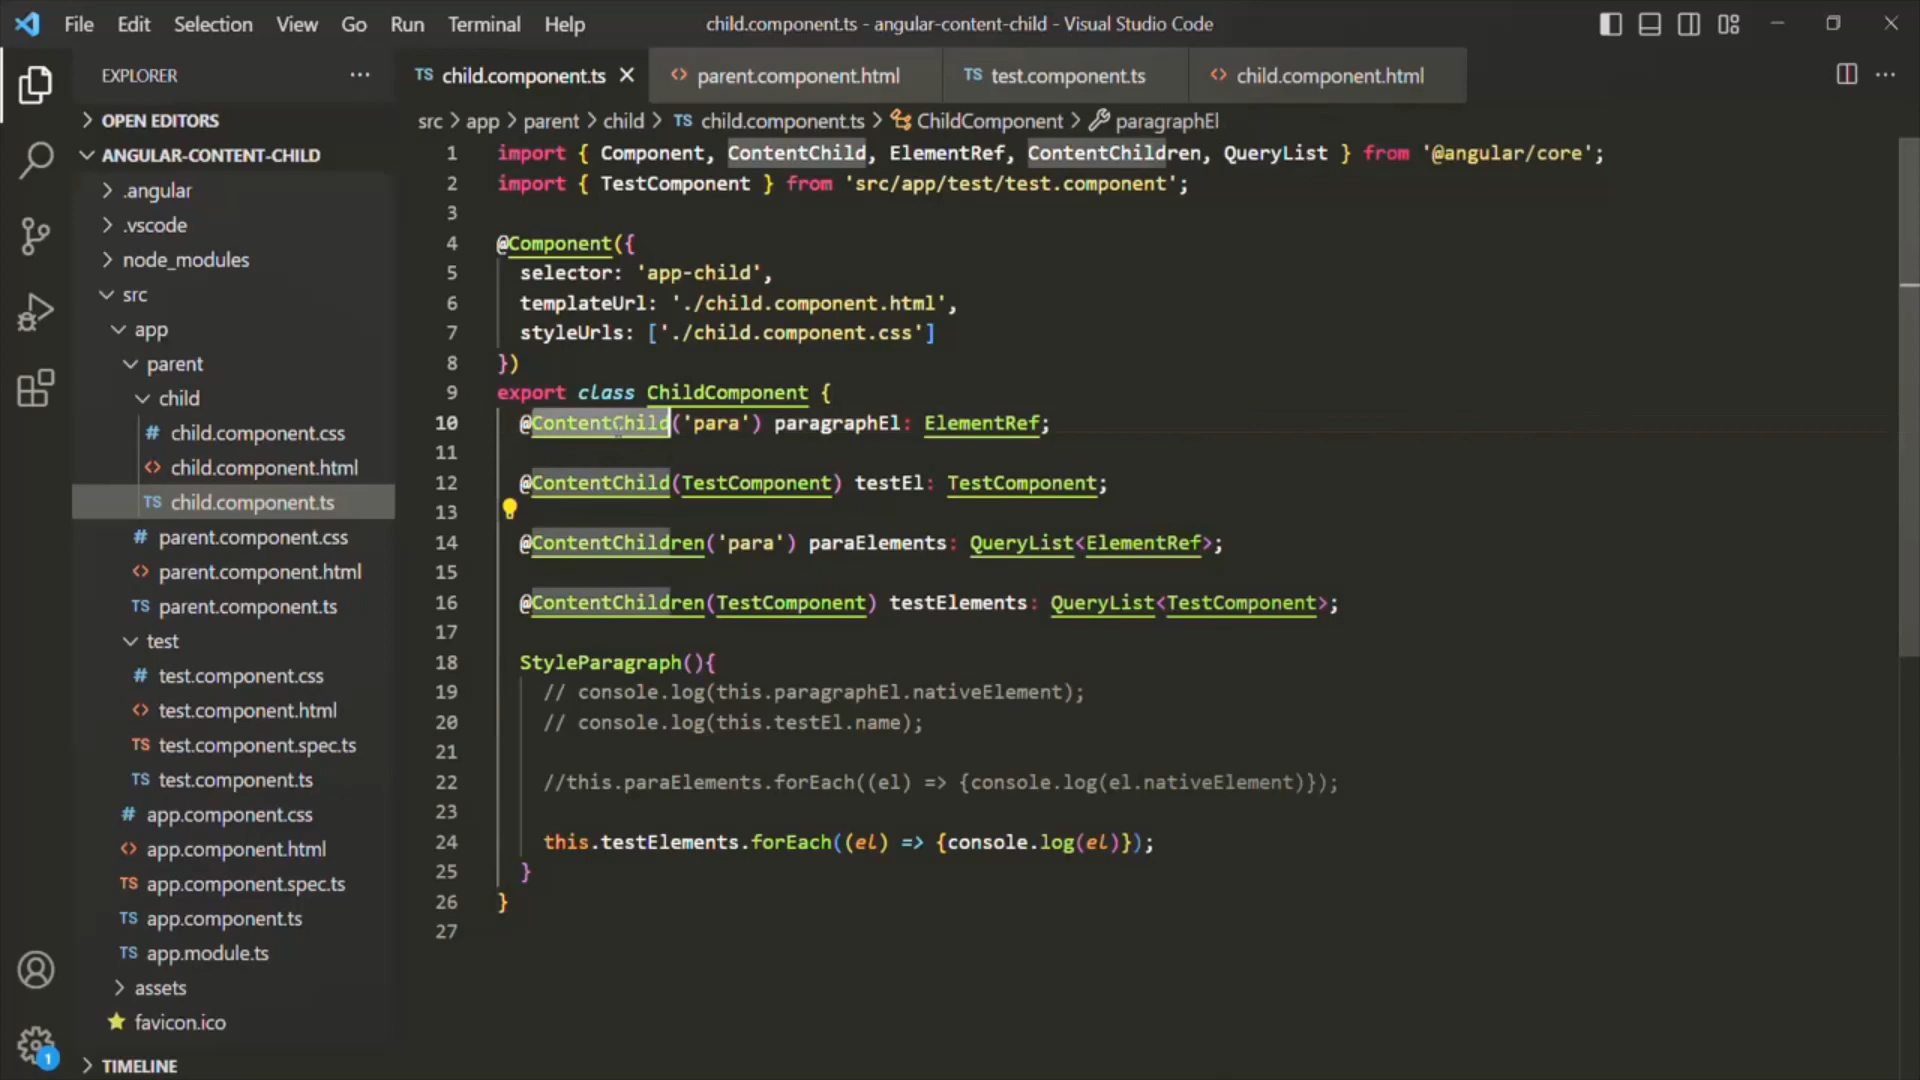 File Edit Selection View Go Run Terminal Help
child.component.ts - angular-content-child - Visual Studio Code
EXPLORER
OPEN EDITORS
ANGULAR-CONTENT-CHILD
.angular
.vscode
node_modules
src
app
parent
child
# child.component.css
<> child.component.html
TS child.component.ts
# parent.component.css
<> parent.component.html
TS parent.component.ts
test
# test.component.css
<> test.component.html
TS test.component.spec.ts
TS test.component.ts
# app.component.css
<> app.component.html
TS app.component.spec.ts
TS app.component.ts
TS app.module.ts
assets
favicon.ico
TIMELINE
1
TS child.component.ts
<> parent.component.html
TS test.component.ts
<> child.component.html
src > app > parent > child > TS child.component.ts > ChildComponent > paragraphEl
1 import { Component, ContentChild, ElementRef, ContentChildren, QueryList } from '@angular/core';
2 import { TestComponent } from 'src/app/test/test.component';
3
4 @Component({
5 selector: 'app-child',
6 templateUrl: './child.component.html',
7 styleUrls: ['./child.component.css']
8 })
9 export class ChildComponent {
10 @ContentChild('para') paragraphEl: ElementRef;
11
12 @ContentChild(TestComponent) testEl: TestComponent;
13
14 @ContentChildren('para') paraElements: QueryList<ElementRef>;
15
16 @ContentChildren(TestComponent) testElements: QueryList<TestComponent>;
17
18 StyleParagraph(){
19 // console.log(this.paragraphEl.nativeElement);
20 // console.log(this.testEl.name);
21
22 //this.paraElements.forEach((el) => {console.log(el.nativeElement)});
23
24 this.testElements.forEach((el) => {console.log(el)});
25 }
26 }
27